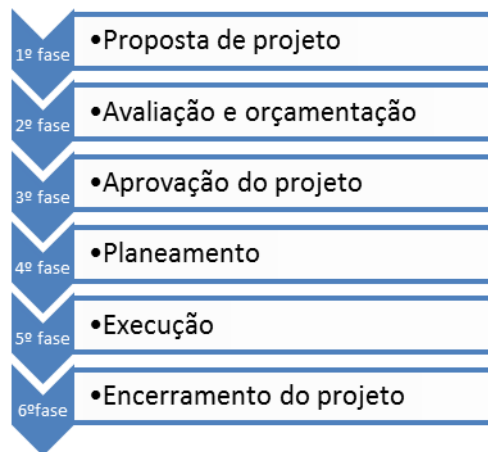 1º fase
•Proposta de projeto
2º fase
•Avaliação e orçamentação
3º fase
•Aprovação do projeto
4º fase
•Planeamento
5º fase
•Execução
6ºfase
•Encerramento do projeto